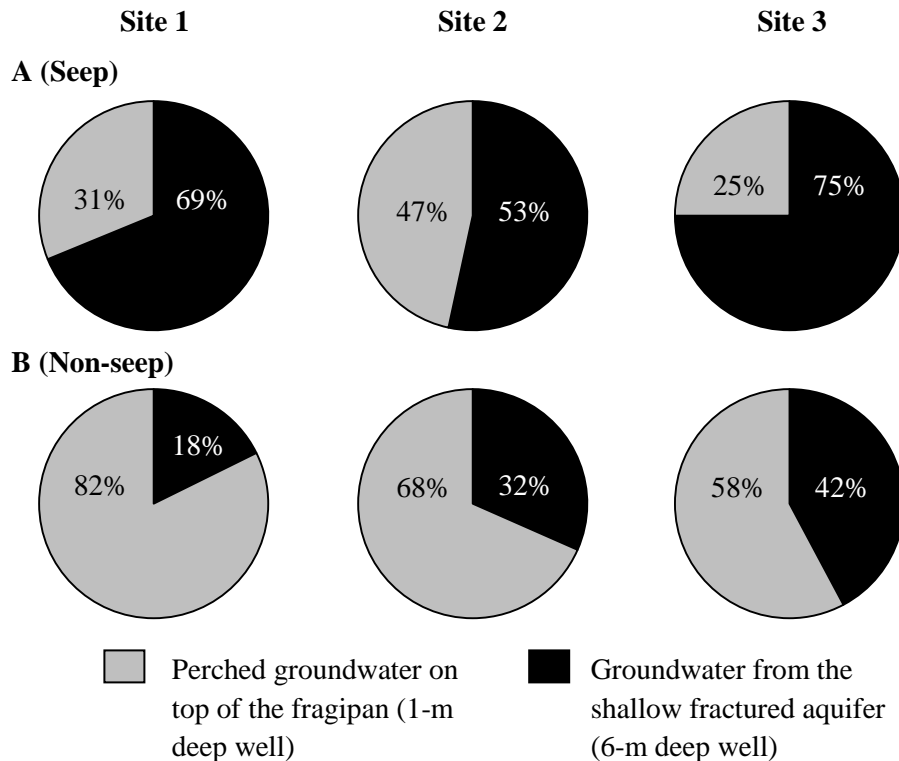 Site 1 Site 2 Site 3
A (Seep)
31% 69% 47% 53% 25% 75%
B (Non-seep)
82% 18% 68% 32% 58% 42%
Perched groundwater on
top of the fragipan (1-m
deep well)
Groundwater from the
shallow fractured aquifer
(6-m deep well)